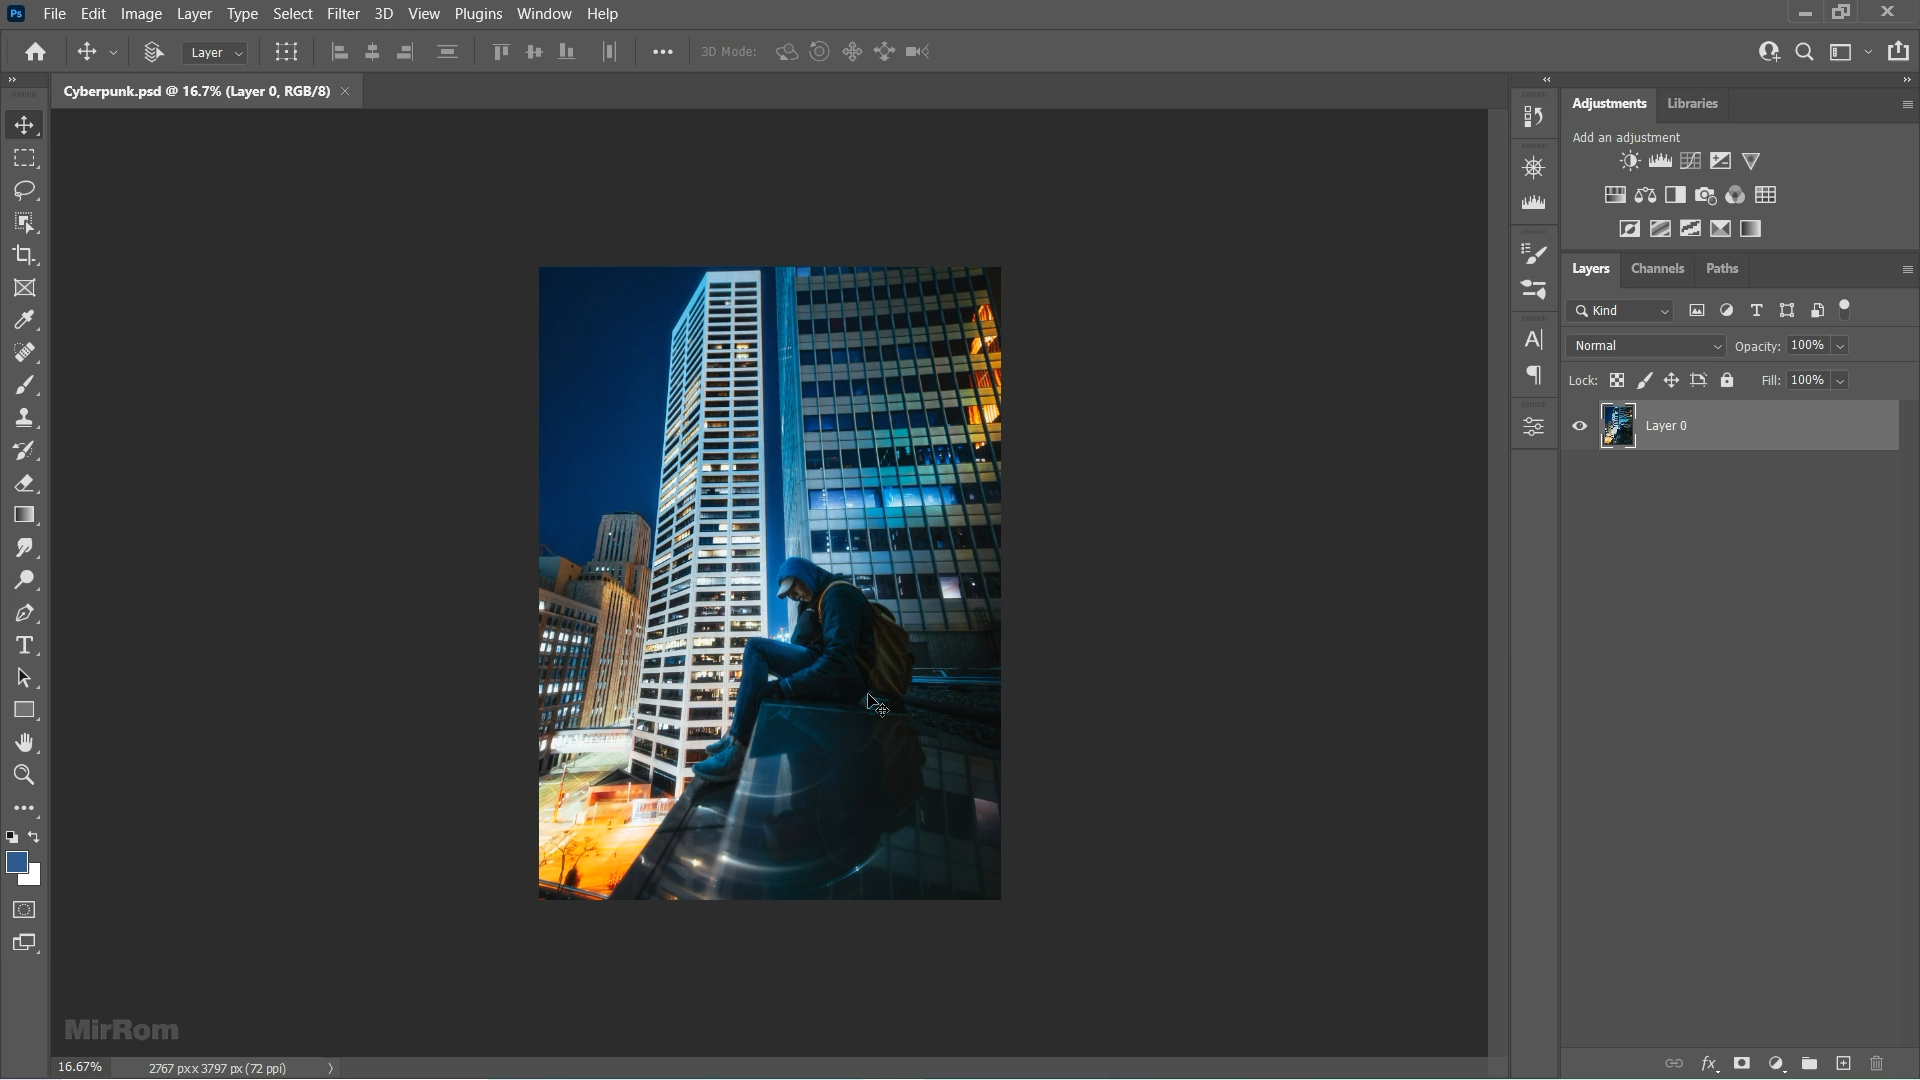 Ps File Edit Image Layer Type Select Filter 3D View Plugins Window Help
Layer 3D Mode:
Cyberpunk.psd @ 16.7% (Layer 0, RGB/8)
Adjustments Libraries
Add an adjustment
Layers Channels Paths
Kind
Normal Opacity: 100%
Lock: Fill: 100%
Layer 0
MirRom
16.67% 2767 px x 3797 px (72 ppi)